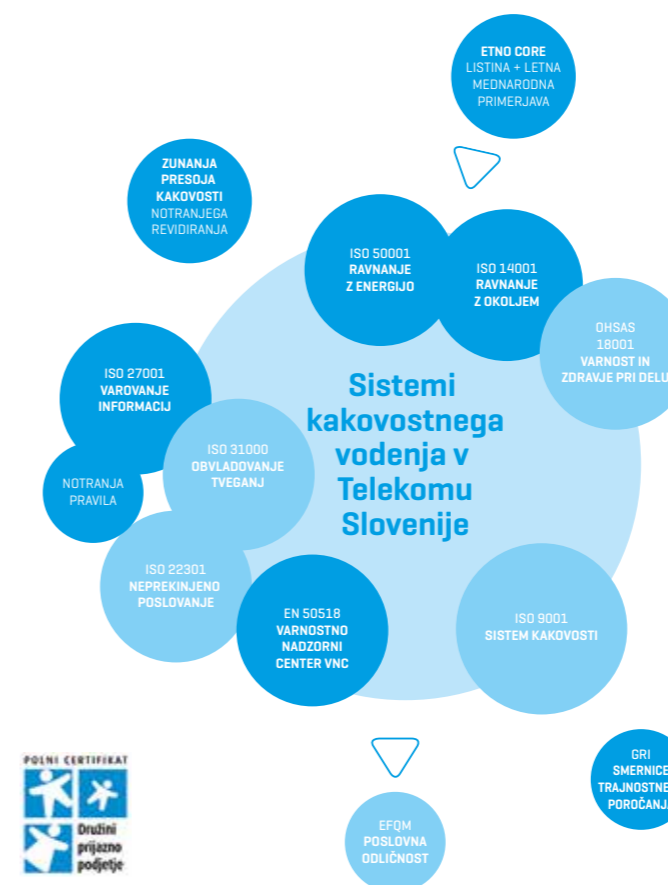 ETNO CORE
LISTINA + LETNA
MEDNARODNA
PRIMERJAVA
ZUNANJA
PRESOJA
KAKOVOSTI
NOTRANJEGA
REVIDIRANJA
ISO 50001
RAVNANJE
Z ENERGIJO
ISO 14001
RAVNANJE
Z OKOLJEM
OHSAS
18001
VARNOST IN
ZDRAVJE PRI DELU
ISO 27001
VAROVANJE
INFORMACIJ
Sistemi
kakovostnega
vodenja v
Telekomu
Slovenije
ISO 31000
OBVLADOVANJE
TVEGANJ
NOTRANJA
PRAVILA
ISO 22301
NEPREKINJENO
POSLOVANJE
EN 50518
VARNOSTNO
NADZORNI
CENTER VNC
ISO 9001
SISTEM KAKOVOSTI
GRI
SMERNICE
TRAJNOSTNE
POROČANJA
EFQM
POSLOVNA
ODLIČNOST
POLNI CERTIFIKAT
Družini
prijazno
podjetje